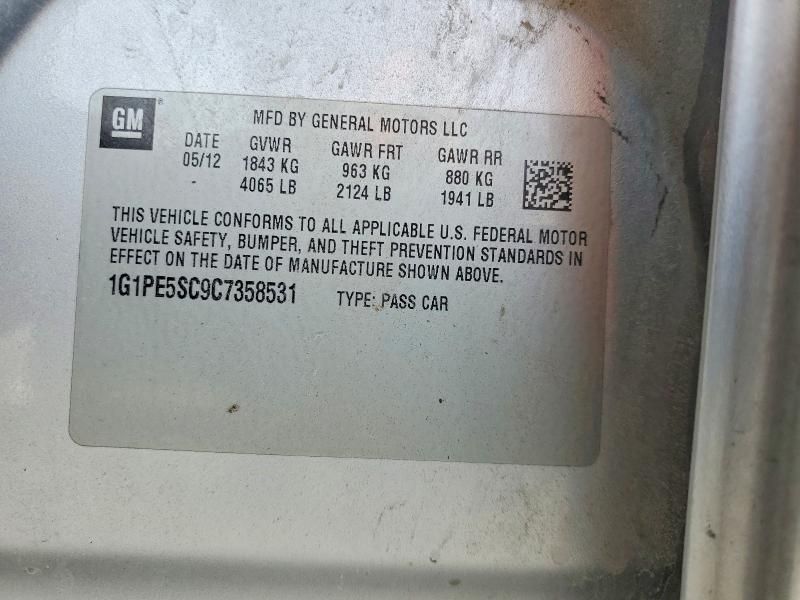 GM
MFD BY GENERAL MOTORS LLC
DATE GVWR GAWR FRT GAWR RR
05/12 1843 KG 963 KG 880 KG
4065 LB 2124 LB 1941 LB
THIS VEHICLE CONFORMS TO ALL APPLICABLE U.S. FEDERAL MOTOR
VEHICLE SAFETY, BUMPER, AND THEFT PREVENTION STANDARDS IN
EFFECT ON THE DATE OF MANUFACTURE SHOWN ABOVE.
1G1PE5SC9C7358531 TYPE: PASS CAR